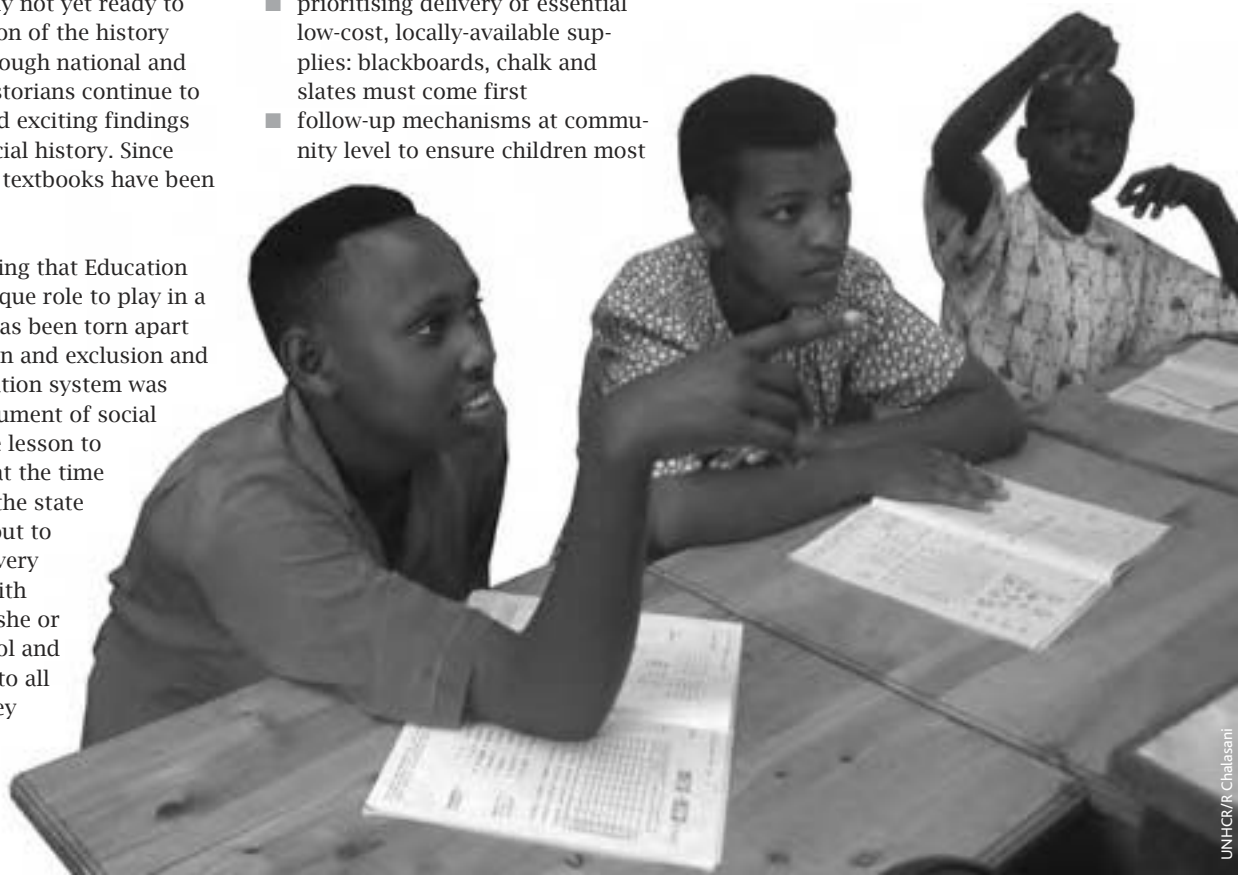 y not yet ready to
on of the history
ough national and
storians continue to
d exciting findings
cial history. Since
textbooks have been
ing that Education
que role to play in a
as been torn apart
n and exclusion and
tion system was
ument of social
e lesson to
at the time
the state
out to
very
ith
she or
ol and
to all
ey
■ prioritising delivery of essential
low-cost, locally-available sup-
plies: blackboards, chalk and
slates must come first
■ follow-up mechanisms at commu-
nity level to ensure children most
UNHCR/R Chalasani